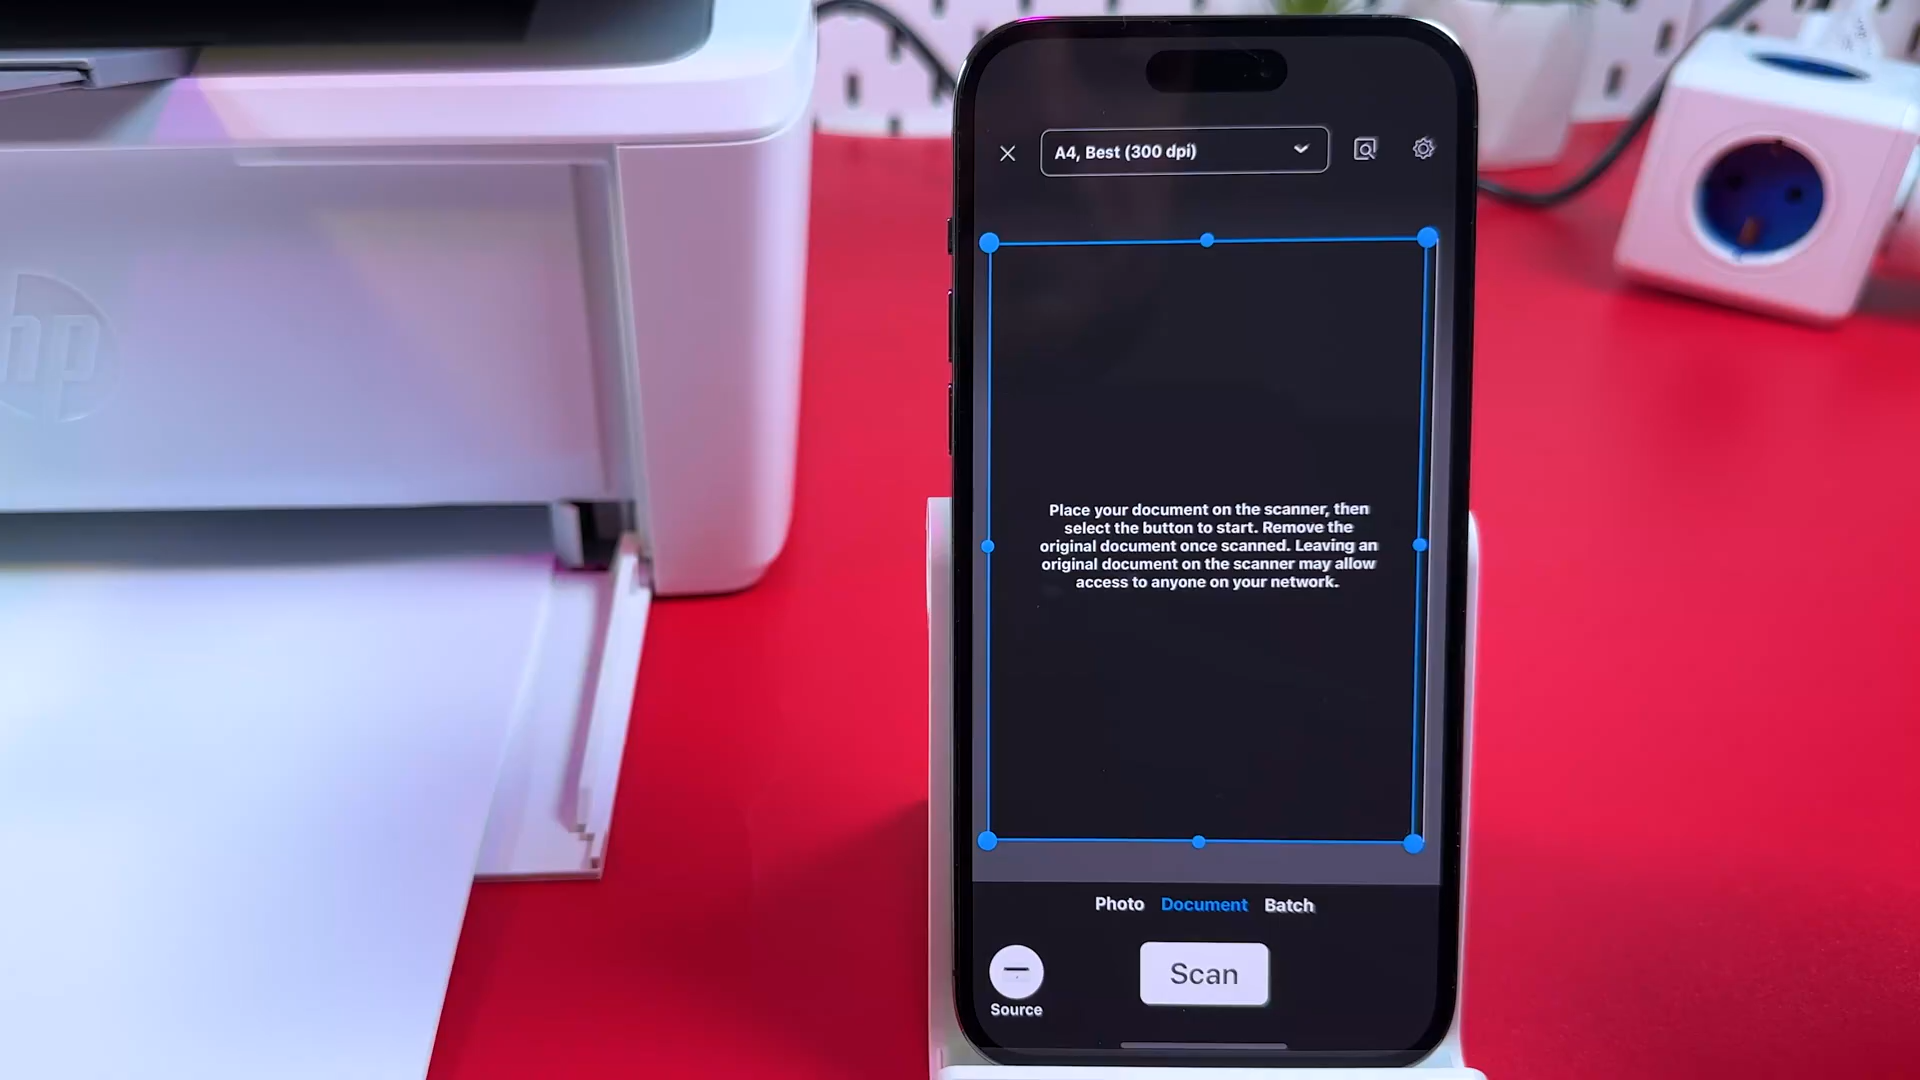 A4, Best (300 dpi)
hp
Place your document on the scanner, then
select the button to start. Remove the
original document once scanned. Leaving an
original document on the scanner may allow
access to anyone on your network.
Photo Document Batch
Scan
Source